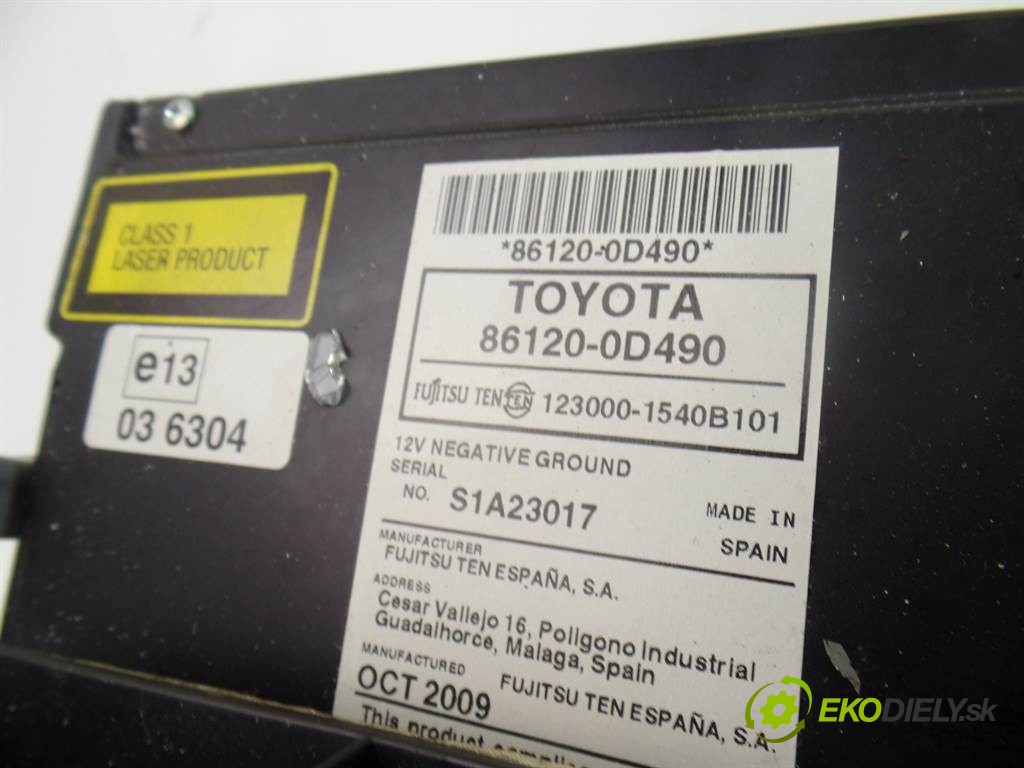 CLASS 1
LASER PRODUCT
e13
03 6304
*86120-0D490*
TOYOTA
86120-0D490
FUJITSU TEN TEN 123000-1540B101
12V NEGATIVE GROUND
SERIAL
NO. S1A23017
MADE IN
SPAIN
MANUFACTURER
FUJITSU TEN ESPAÑA, S.A.
ADDRESS
Cesar Vallejo 16, Poligono Industrial
Guadalhorce, Malaga, Spain
MANUFACTURED
OCT 2009
FUJITSU TEN ESPAÑA, S.A.
This product
EKODIELY.sk